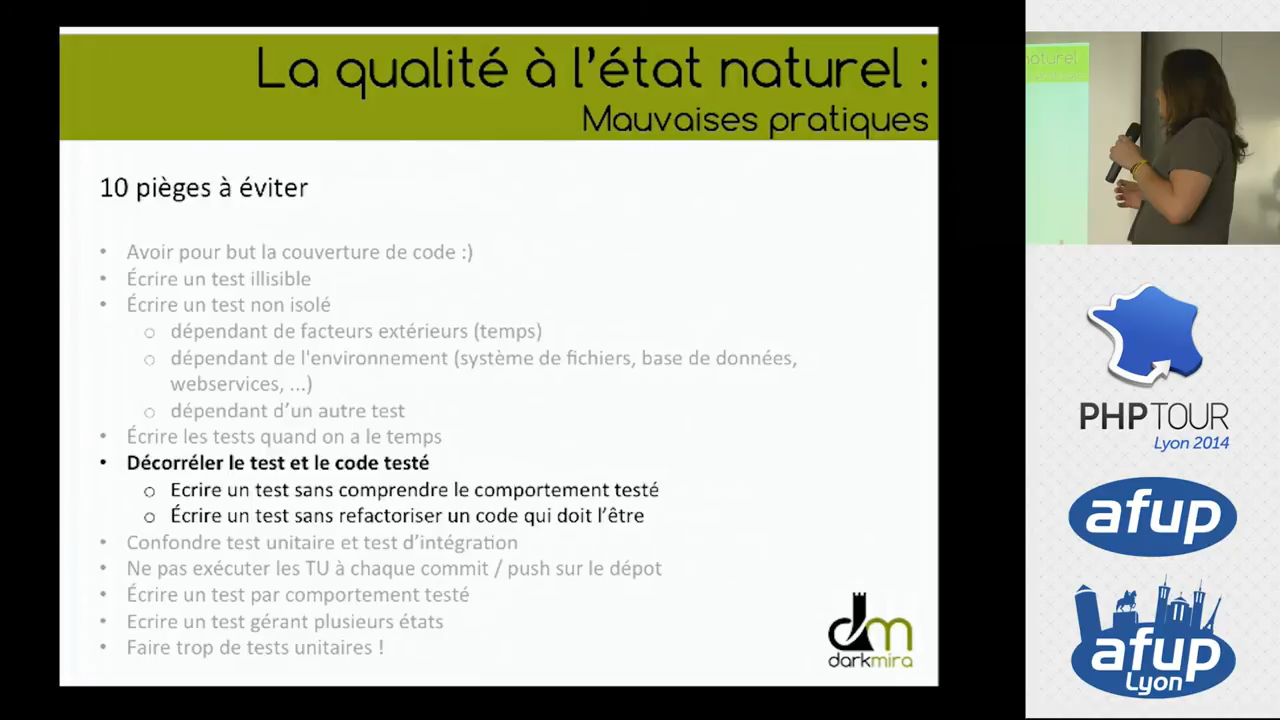 La qualité à l'état naturel :
Mauvaises pratiques
10 pièges à éviter
• Avoir pour but la couverture de code :)
• Écrire un test illisible
• Écrire un test non isolé
o dépendant de facteurs extérieurs (temps)
o dépendant de l'environnement (système de fichiers, base de données,
webservices, ...)
o dépendant d'un autre test
• Écrire les tests quand on a le temps
• Décorréler le test et le code testé
o Ecrire un test sans comprendre le comportement testé
o Écrire un test sans refactoriser un code qui doit l'être
• Confondre test unitaire et test d'intégration
• Ne pas exécuter les TU à chaque commit / push sur le dépot
• Écrire un test par comportement testé
• Ecrire un test gérant plusieurs états
• Faire trop de tests unitaires !
dm
darkmira
naturel
PHP TOUR
Lyon 2014
afup
afup
Lyon